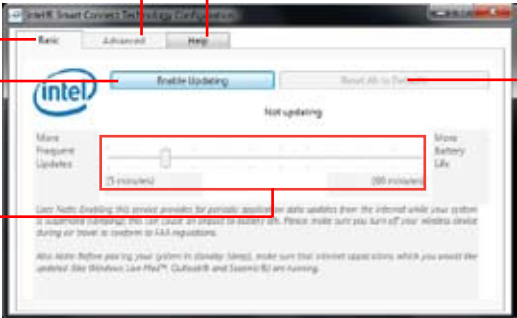 Intel® Smart Connect Technology Configuration
Basic
Advanced
Help
Enable Updating
Reset All to Defaults
intel
Not updating
More
Frequent
Updates
More
Battery
Life
(5 minutes)
(60 minutes)
User Note: Enabling this service provides for periodic application data updates from the internet while your system
is suspended (sleeping); this can cause an impact to battery life. Please make sure you turn off your wireless device
during air travel to conform to FAA regulations.
Also Note: Before placing your system in standby (sleep), make sure that internet applications which you would like
updated (like Windows Live Mail™, Outlook® and Seesmic®) are running.